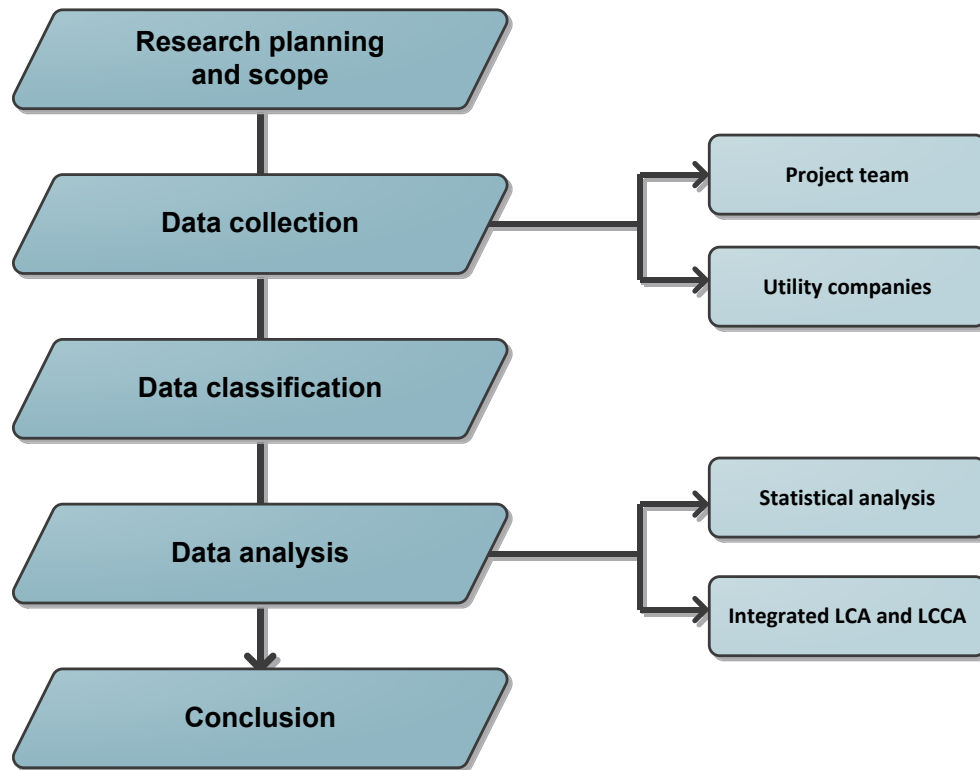 Research planning
and scope
Data collection
Project team
Utility companies
Data classification
Data analysis
Statistical analysis
Integrated LCA and LCCA
Conclusion